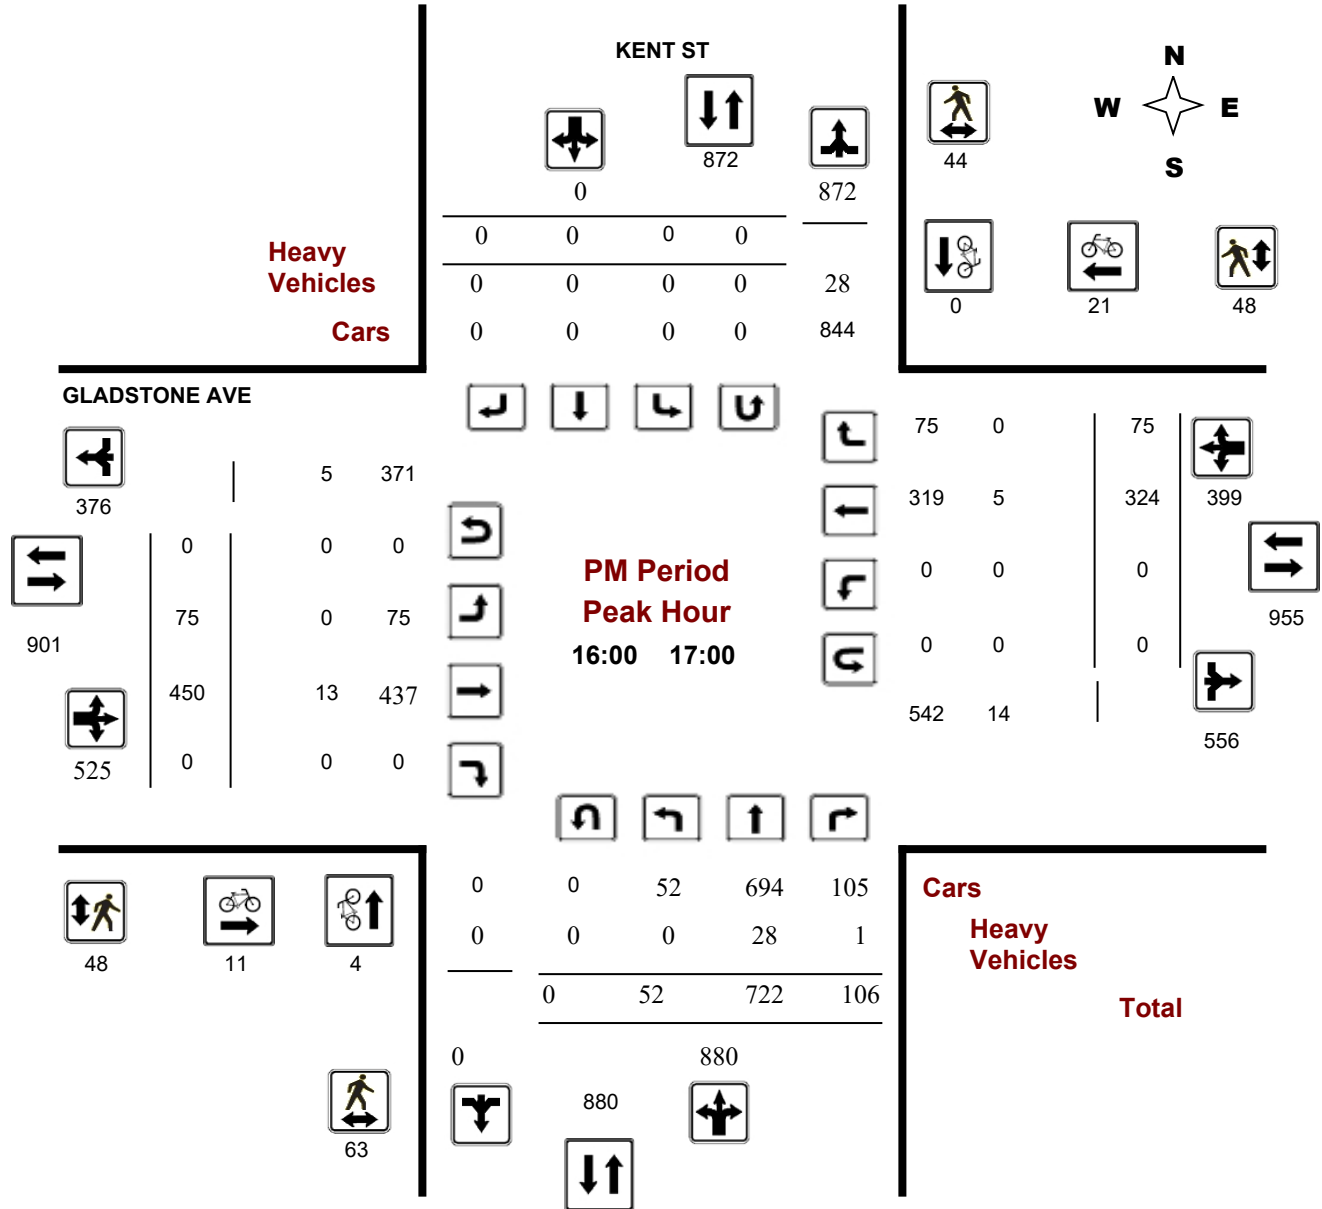 KENT ST
N
W E
S
872
44
0 872
0 0 0 0
Heavy
Vehicles 0 0 0 0 28
Cars 0 0 0 0 844
0 21 48
GLADSTONE AVE
75 0 75
5 371
376
319 5 324 399
0 0 0
0 0 0
PM Period
Peak Hour
16:00 17:00
75 0 75
901
955
0 0 0
450 13 437
542 14
556
525 0 0 0
0 0 52 694 105
Cars
0 0 0 28 1
Heavy
Vehicles
48 11 4
0 52 722 106
Total
0 880
880
63